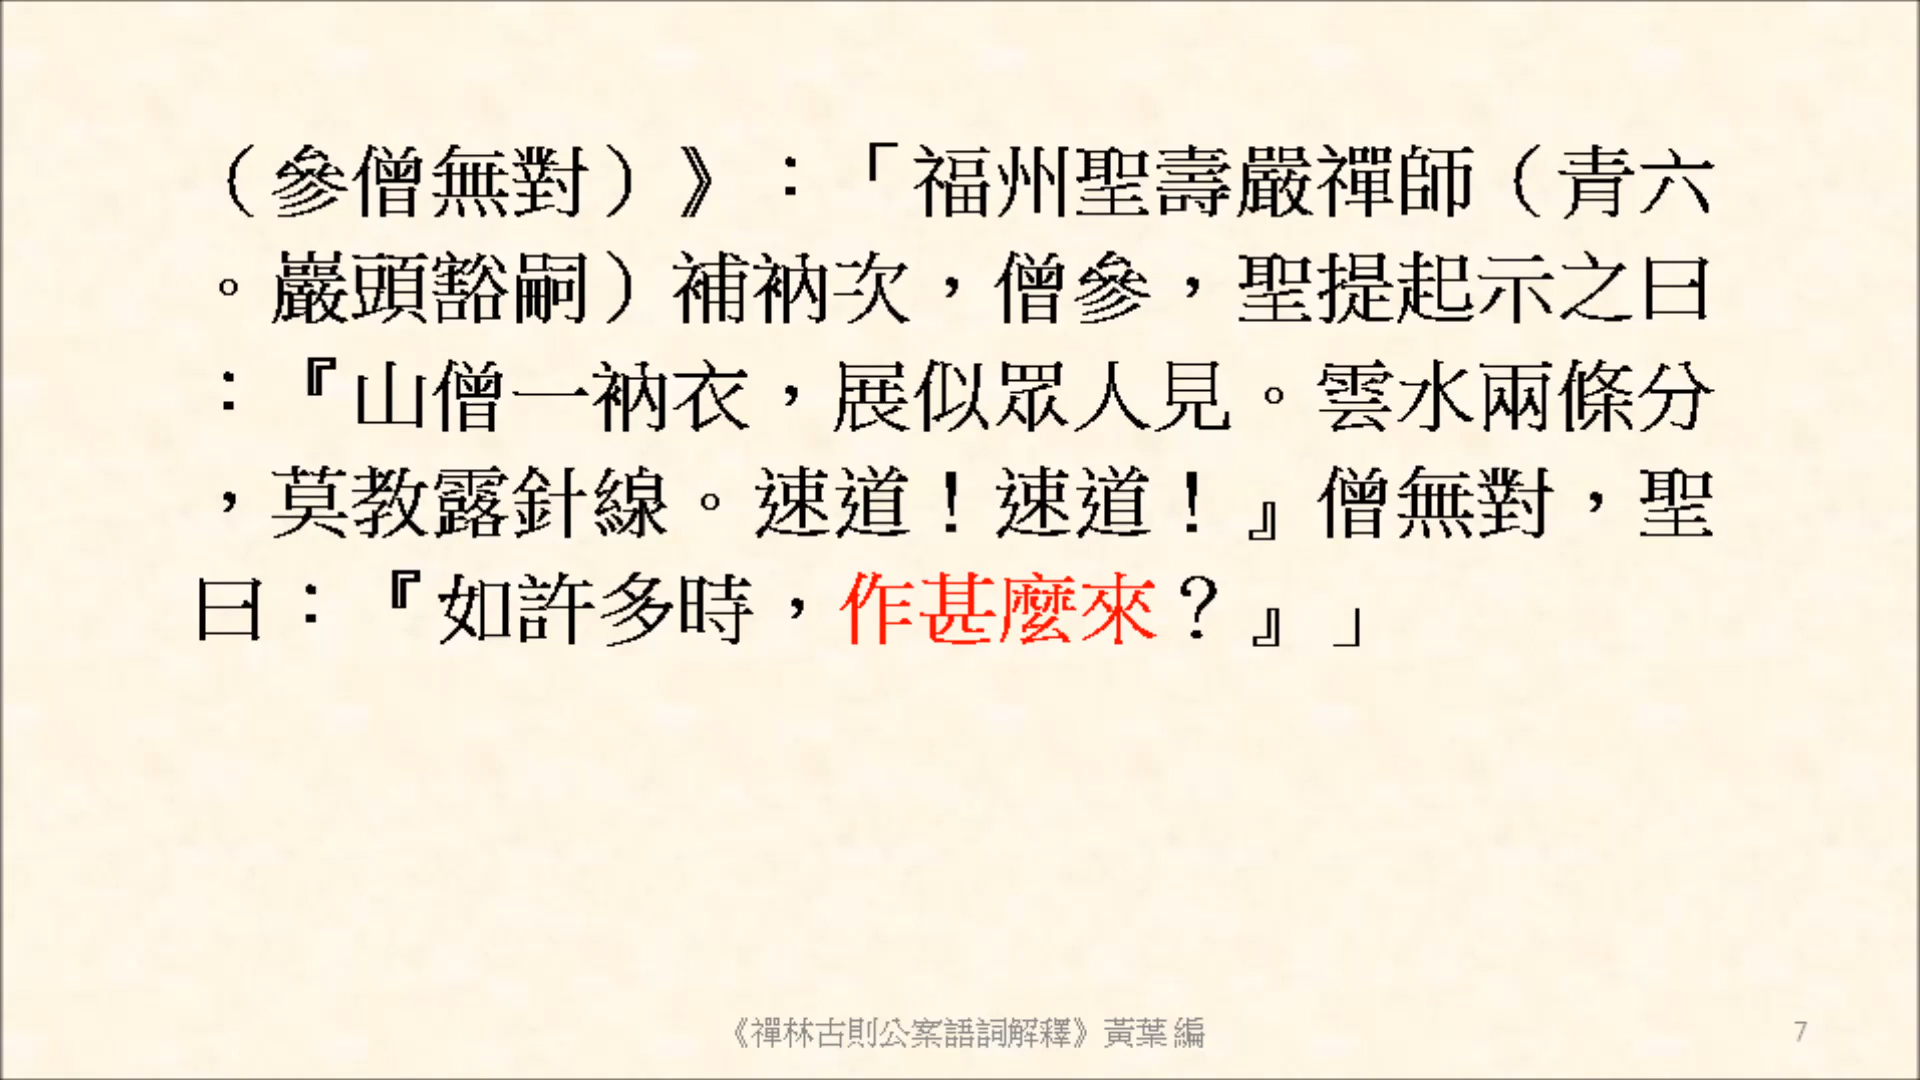 （參僧無對）》：「福州聖壽嚴禪師（青六
。巖頭豁嗣）補衲次，僧參，聖提起示之曰
：『山僧一衲衣，展似眾人見。雲水兩條分
，莫教露針線。速道！速道！』僧無對，聖
曰：『如許多時，作甚麼來？』」
《禪林古則公案語詞解釋》黃葉 編
7